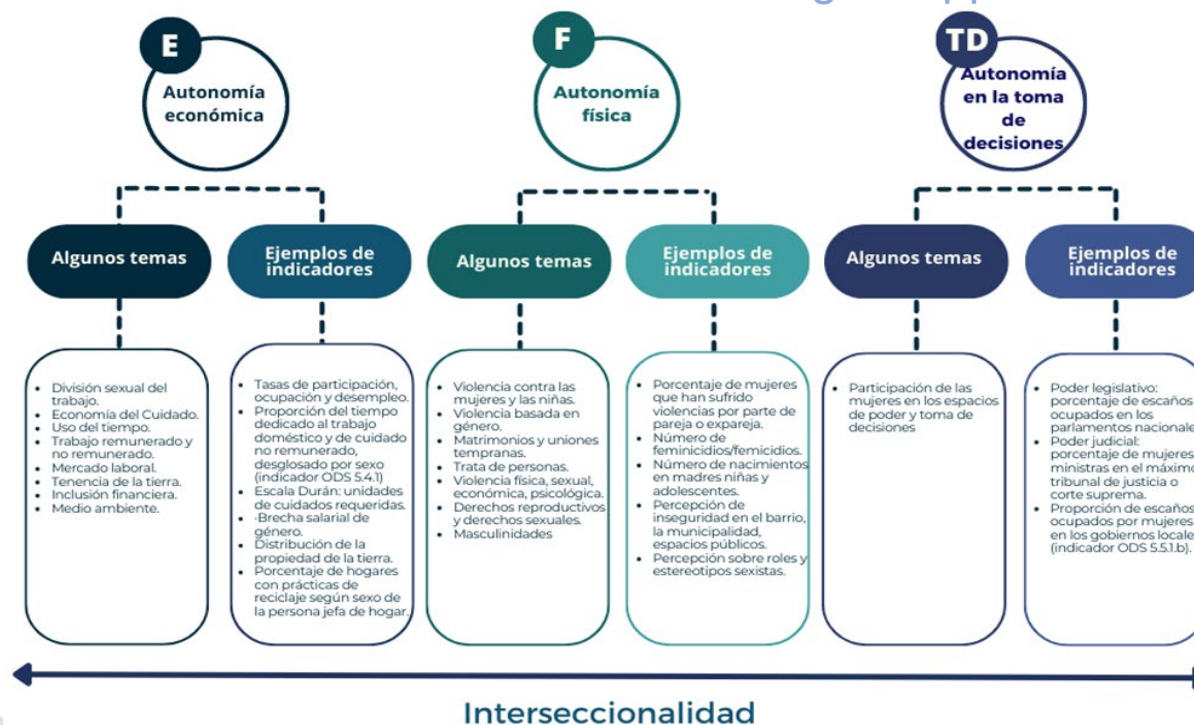 E
Autonomía
económica
F
Autonomía
física
TD
Autonomía
en la toma
de
decisiones
Algunos temas
Ejemplos de
indicadores
Algunos temas
Ejemplos de
indicadores
Algunos temas
Ejemplos de
indicadores
• División sexual del
trabajo.
• Economía del Cuidado.
• Uso del tiempo.
• Trabajo remunerado y
no remunerado.
• Mercado laboral.
• Tenencia de la tierra.
• Inclusión financiera.
• Medio ambiente.
• Tasas de participación,
ocupación y desempleo.
• Proporción del tiempo
dedicado al trabajo
doméstico y de cuidado
no remunerado,
desglosado por sexo
(indicador ODS 5.4.1)
• Escala Durán: unidades
de cuidados requeridas.
• -Brecha salarial de
género.
• Distribución de la
propiedad de la tierra.
• Porcentaje de hogares
con prácticas de
reciclaje según sexo de
la persona jefa de hogar.
• Violencia contra las
mujeres y las niñas.
• Violencia basada en
género.
• Matrimonios y uniones
tempranas.
• Trata de personas.
• Violencia física, sexual,
económica, psicológica.
• Derechos reproductivos
y derechos sexuales.
• Masculinidades
• Porcentaje de mujeres
que han sufrido
violencias por parte de
pareja o expareja.
• Número de
feminicidios/femicidios.
• Número de nacimientos
en madres niñas y
adolescentes.
• Percepción de
inseguridad en el barrio,
la municipalidad,
espacios públicos.
• Percepción sobre roles y
estereotipos sexistas.
• Participación de las
mujeres en los espacios
de poder y toma de
decisiones
• Poder legislativo:
porcentaje de escaños
ocupados en los
parlamentos nacionale
• Poder judicial:
porcentaje de mujeres
ministras en el máximo
tribunal de justicia o
corte suprema.
• Proporción de escaños
ocupados por mujeres
en los gobiernos locale
(indicador ODS 5.5.1.b).
Interseccionalidad